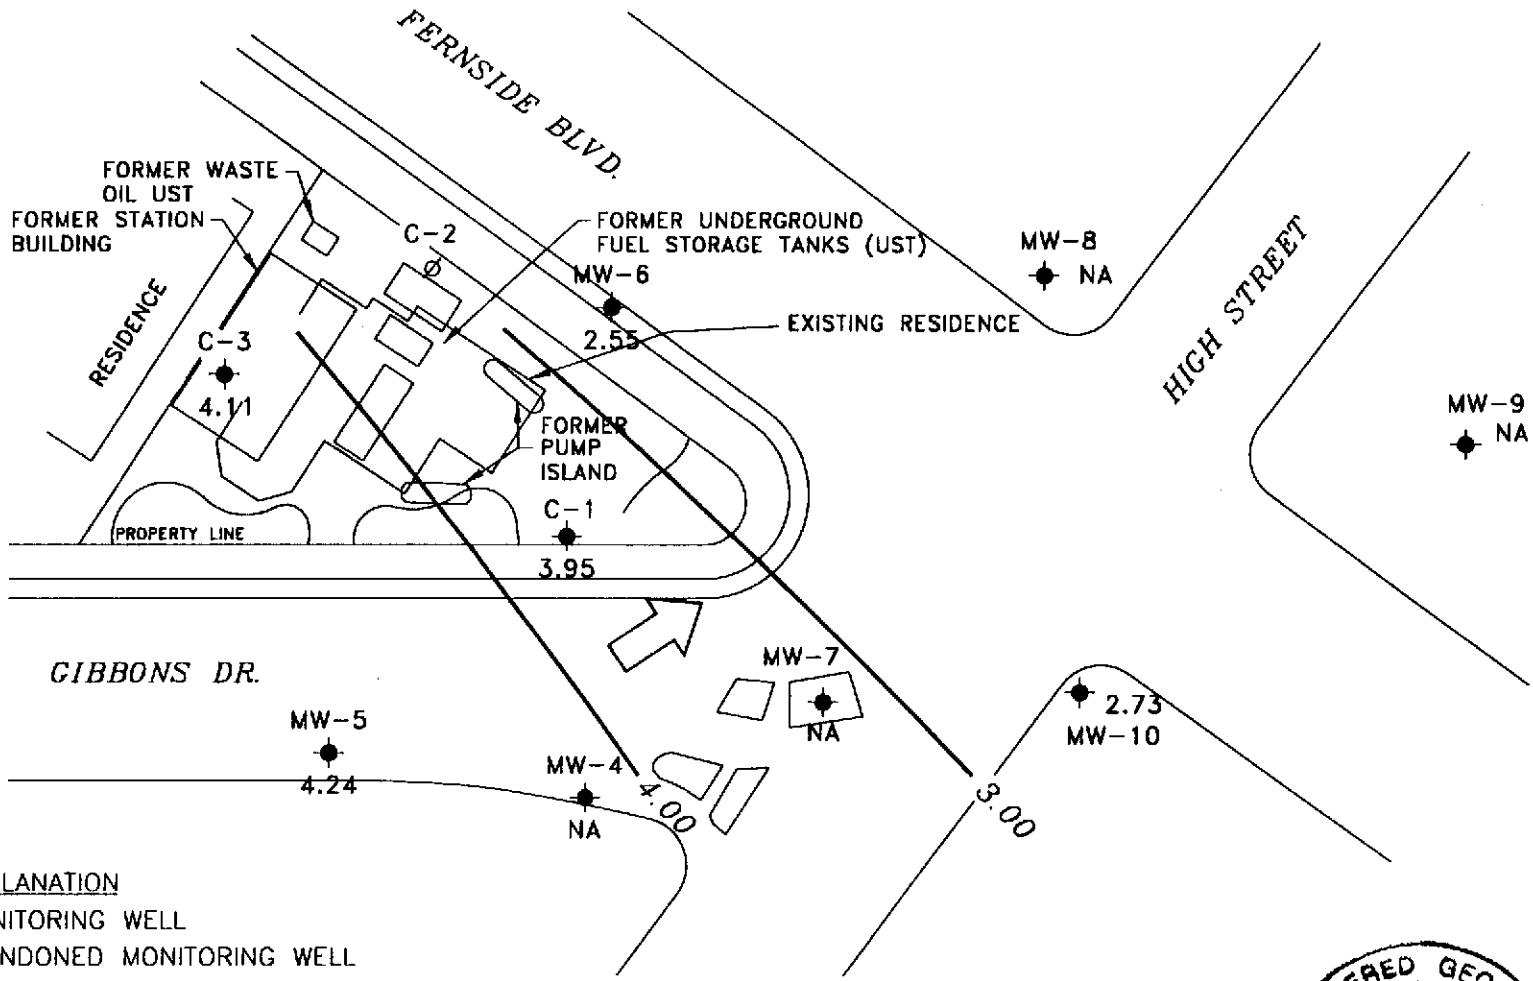 FERNSIDE BLVD.
FORMER WASTE
OIL UST
FORMER STATION
BUILDING
C-2
FORMER UNDERGROUND
FUEL STORAGE TANKS (UST)
MW-6
2.55
MW-8
NA
HIGH STREET
EXISTING RESIDENCE
RESIDENCE
C-3
4.11
MW-9
NA
FORMER
PUMP
ISLAND
C-1
3.95
PROPERTY LINE
GIBBONS DR.
MW-7
NA
MW-5
4.24
MW-4
NA
2.73
MW-10
4.00
3.00
LANATION
NITORING WELL
NDONED MONITORING WELL
ERED GEO